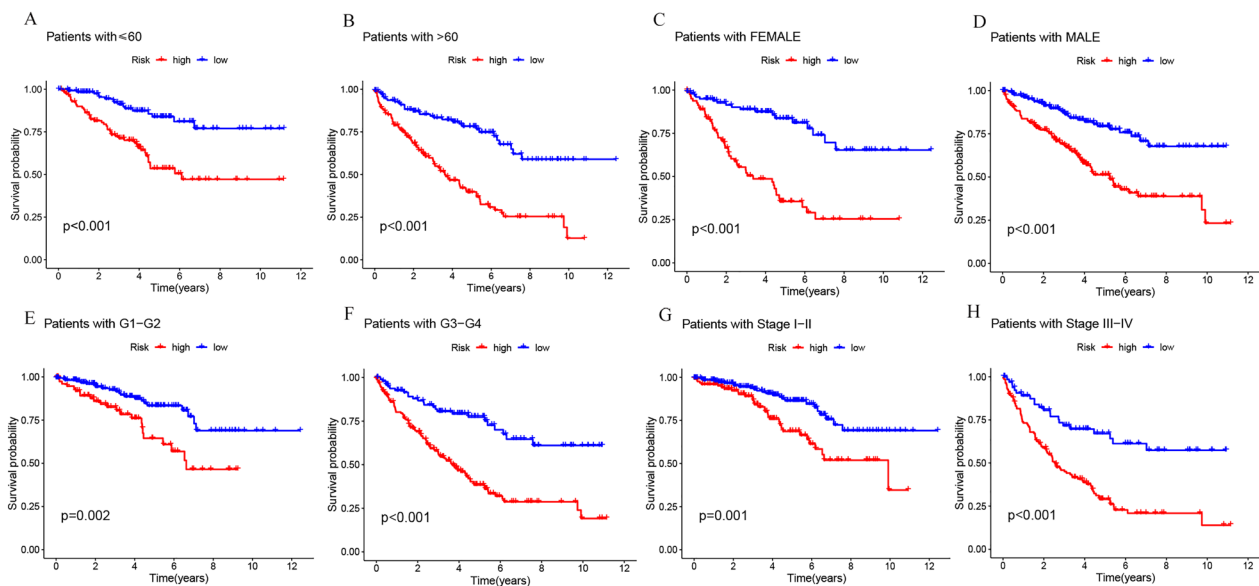 A
Patients with ≤60
Risk high low
Survival probability
1.00
0.75
0.50
0.25
0.00
p<0.001
0 2 4 6 8 10 12
Time(years)
B
Patients with >60
Risk high low
Survival probability
1.00
0.75
0.50
0.25
0.00
p<0.001
0 2 4 6 8 10 12
Time(years)
C
Patients with FEMALE
Risk high low
Survival probability
1.00
0.75
0.50
0.25
0.00
p<0.001
0 2 4 6 8 10 12
Time(years)
D
Patients with MALE
Risk high low
Survival probability
1.00
0.75
0.50
0.25
0.00
p<0.001
0 2 4 6 8 10 12
Time(years)
E
Patients with G1−G2
Risk high low
Survival probability
1.00
0.75
0.50
0.25
0.00
p=0.002
0 2 4 6 8 10 12
Time(years)
F
Patients with G3−G4
Risk high low
Survival probability
1.00
0.75
0.50
0.25
0.00
p<0.001
0 2 4 6 8 10 12
Time(years)
G
Patients with Stage I−II
Risk high low
Survival probability
1.00
0.75
0.50
0.25
0.00
p=0.001
0 2 4 6 8 10 12
Time(years)
H
Patients with Stage III−IV
Risk high low
Survival probability
1.00
0.75
0.50
0.25
0.00
p<0.001
0 2 4 6 8 10 12
Time(years)